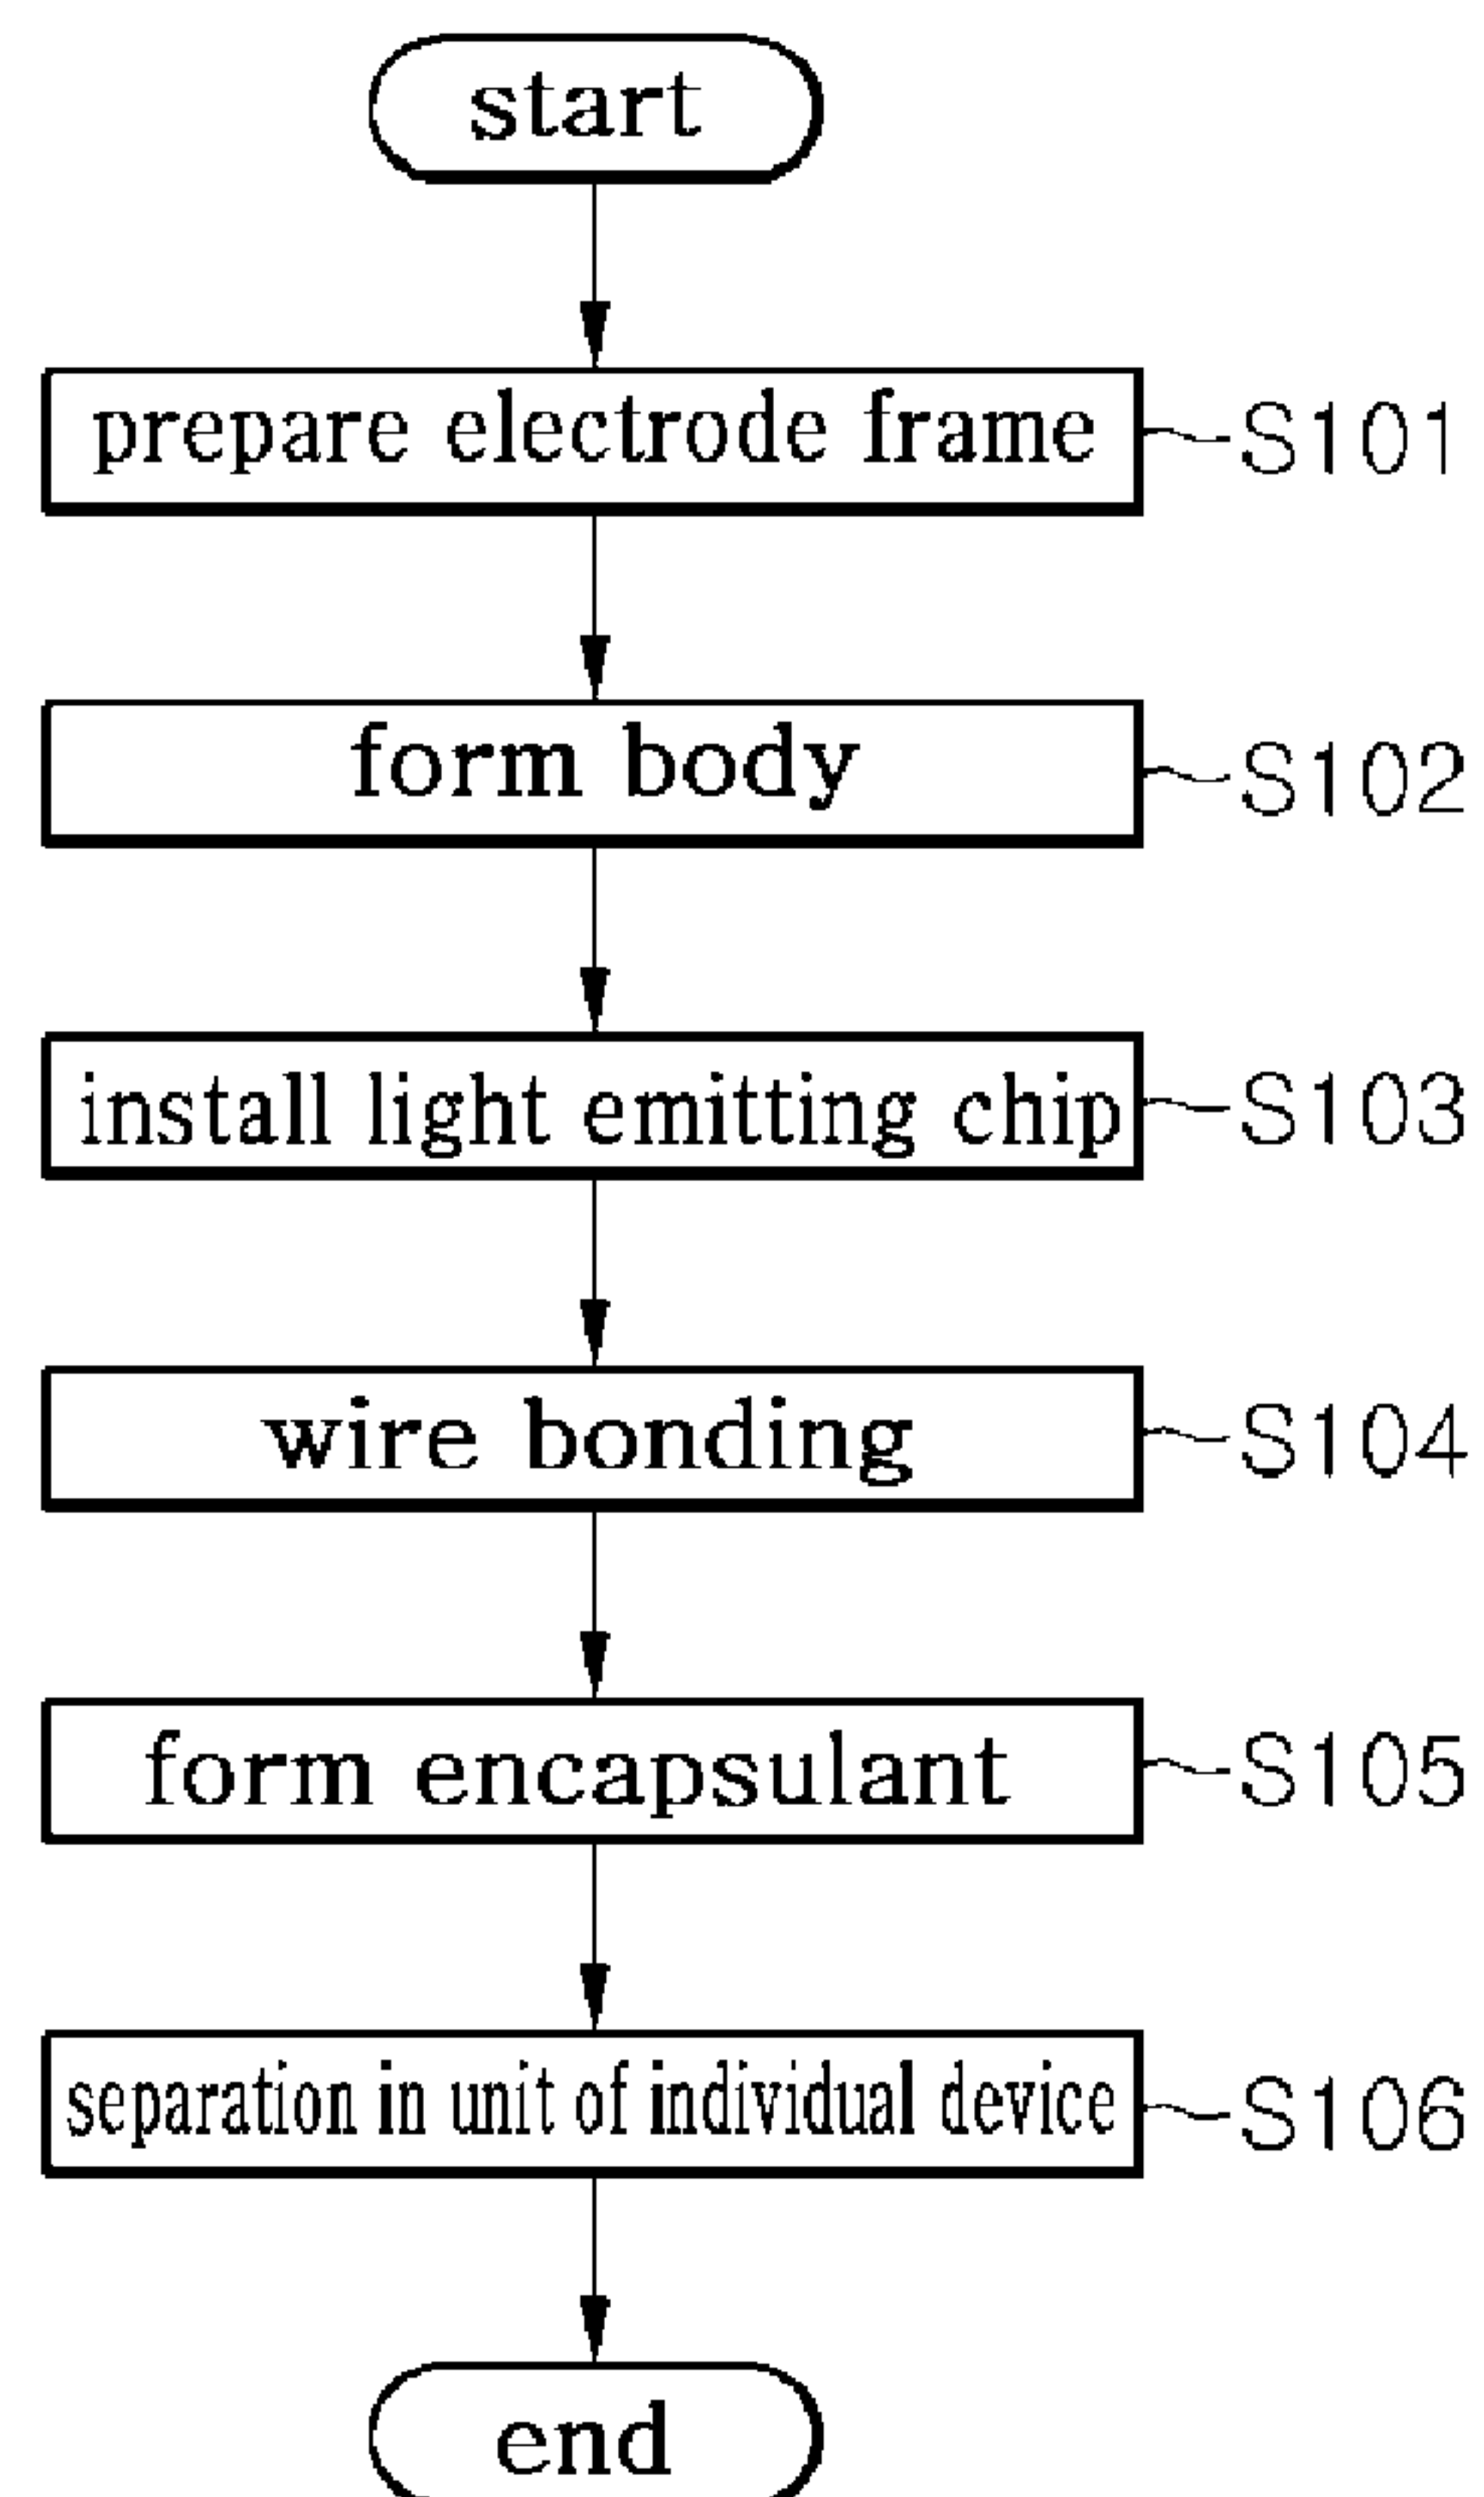 start
prepare electrode frame S101
form body S102
install light emitting chip S103
wire bonding S104
form encapsulant S105
separation in unit of individual device S106
end